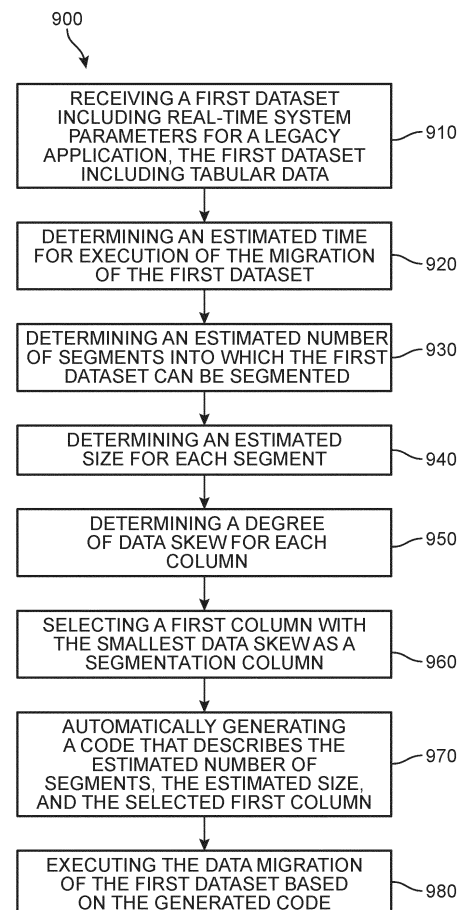 900
RECEIVING A FIRST DATASET
INCLUDING REAL-TIME SYSTEM
PARAMETERS FOR A LEGACY
APPLICATION, THE FIRST DATASET
INCLUDING TABULAR DATA
910
DETERMINING AN ESTIMATED TIME
FOR EXECUTION OF THE MIGRATION
OF THE FIRST DATASET
920
DETERMINING AN ESTIMATED NUMBER
OF SEGMENTS INTO WHICH THE FIRST
DATASET CAN BE SEGMENTED
930
DETERMINING AN ESTIMATED
SIZE FOR EACH SEGMENT
940
DETERMINING A DEGREE
OF DATA SKEW FOR EACH
COLUMN
950
SELECTING A FIRST COLUMN WITH
THE SMALLEST DATA SKEW AS A
SEGMENTATION COLUMN
960
AUTOMATICALLY GENERATING
A CODE THAT DESCRIBES THE
ESTIMATED NUMBER OF
SEGMENTS, THE ESTIMATED SIZE,
AND THE SELECTED FIRST COLUMN
970
EXECUTING THE DATA MIGRATION
OF THE FIRST DATASET BASED
ON THE GENERATED CODE
980